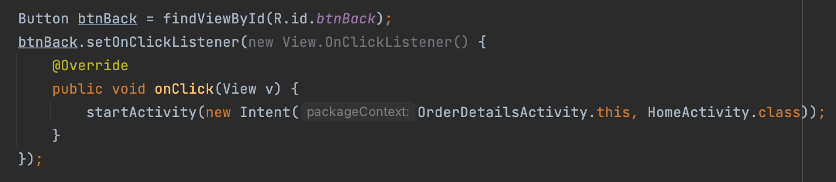 Button btnBack = findViewById(R.id.btnBack);
btnBack.setOnClickListener(new View.OnClickListener() {
@Override
public void onClick(View v) {
startActivity(new Intent( packageContext: OrderDetailsActivity.this, HomeActivity.class));
}
});